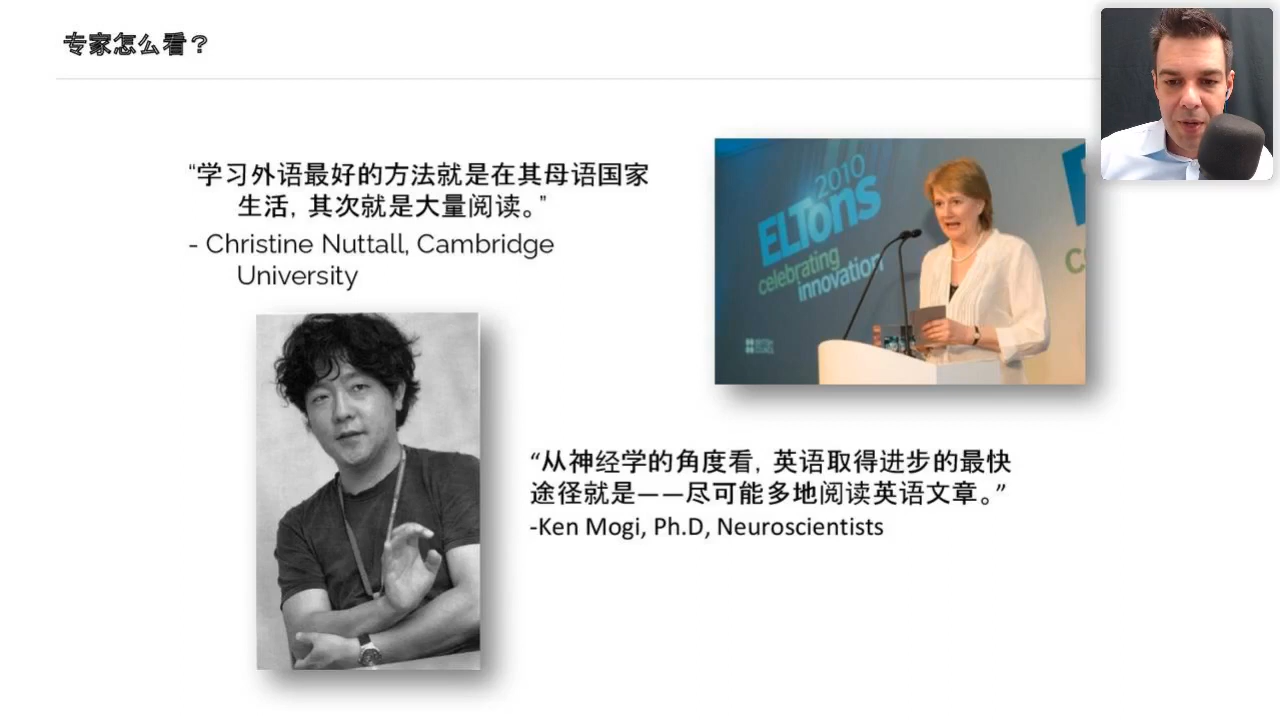 专家怎么看？
“学习外语最好的方法就是在其母语国家
生活，其次就是大量阅读。”
- Christine Nuttall, Cambridge
University
2010
ELTons
celebrating
innovation
“从神经学的角度看，英语取得进步的最快
途径就是——尽可能多地阅读英语文章。”
-Ken Mogi, Ph.D, Neuroscientists